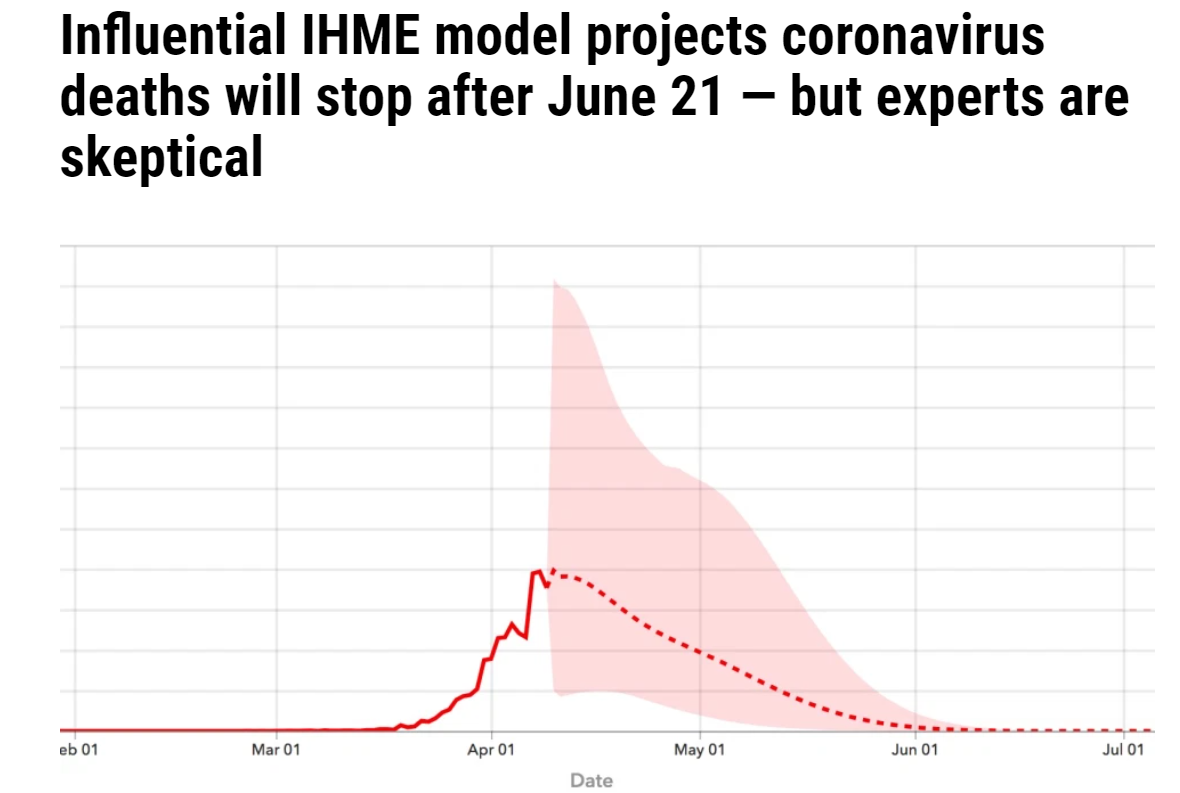 Influential IHME model projects coronavirus
deaths will stop after June 21 — but experts are
skeptical
eb 01 Mar 01 Apr 01 May 01 Jun 01 Jul 01
Date